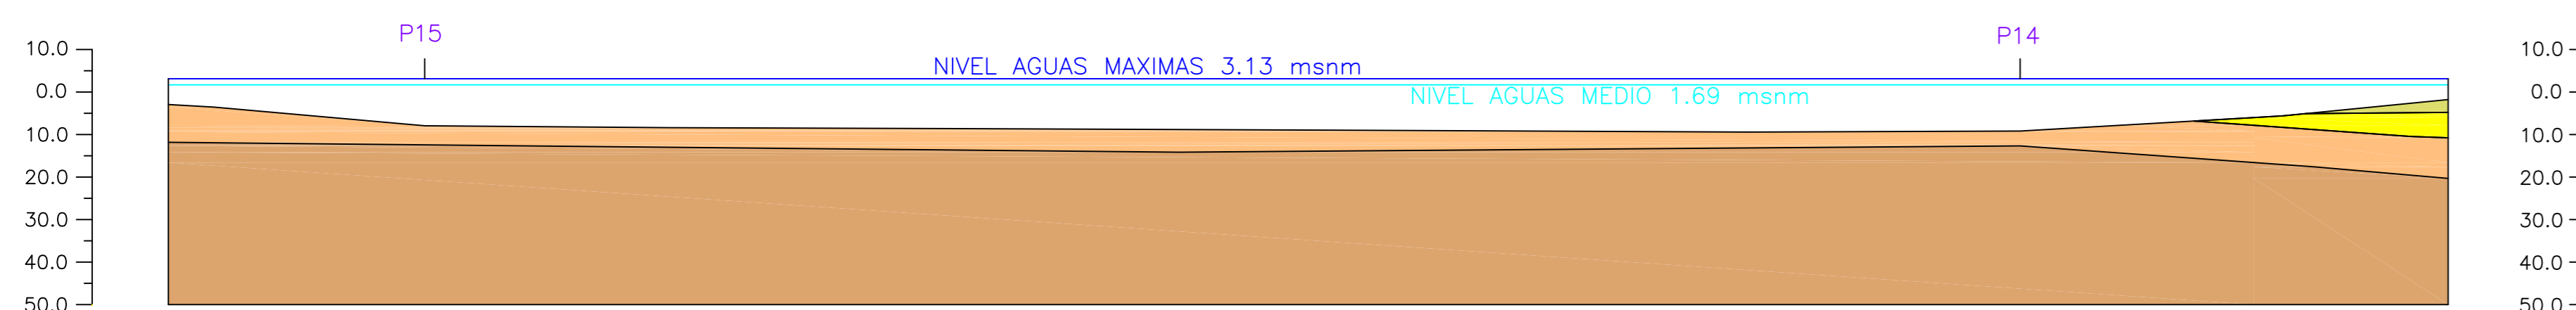 P15 P14
10.0 NIVEL AGUAS MAXIMAS 3.13 msnm 10.0
0.0 NIVEL AGUAS MEDIO 1.69 msnm 0.0
10.0 10.0
20.0 20.0
30.0 30.0
40.0 40.0
50.0 50.0